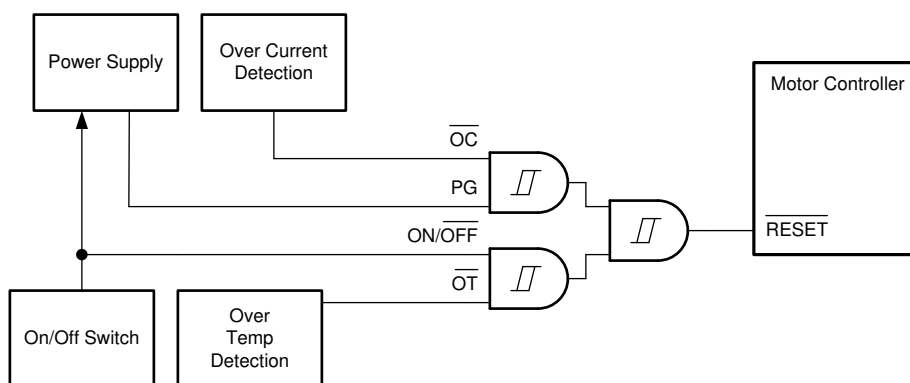 Power Supply
Over Current
Detection
Motor Controller
OC
PG
ON/OFF
OT
RESET
On/Off Switch
Over
Temp
Detection